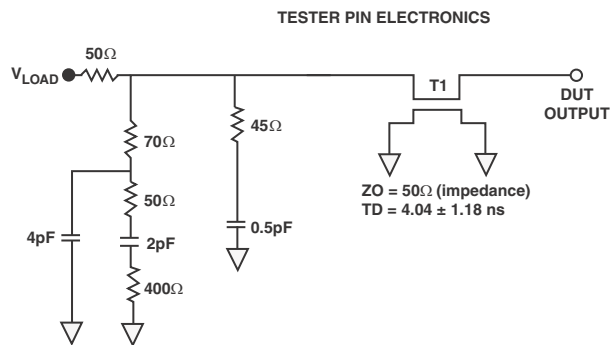 TESTER PIN ELECTRONICS
50Ω
VLOAD
T1
DUT
OUTPUT
70Ω
45Ω
50Ω
4pF
2pF
0.5pF
400Ω
ZO = 50Ω (impedance)
TD = 4.04 ± 1.18 ns